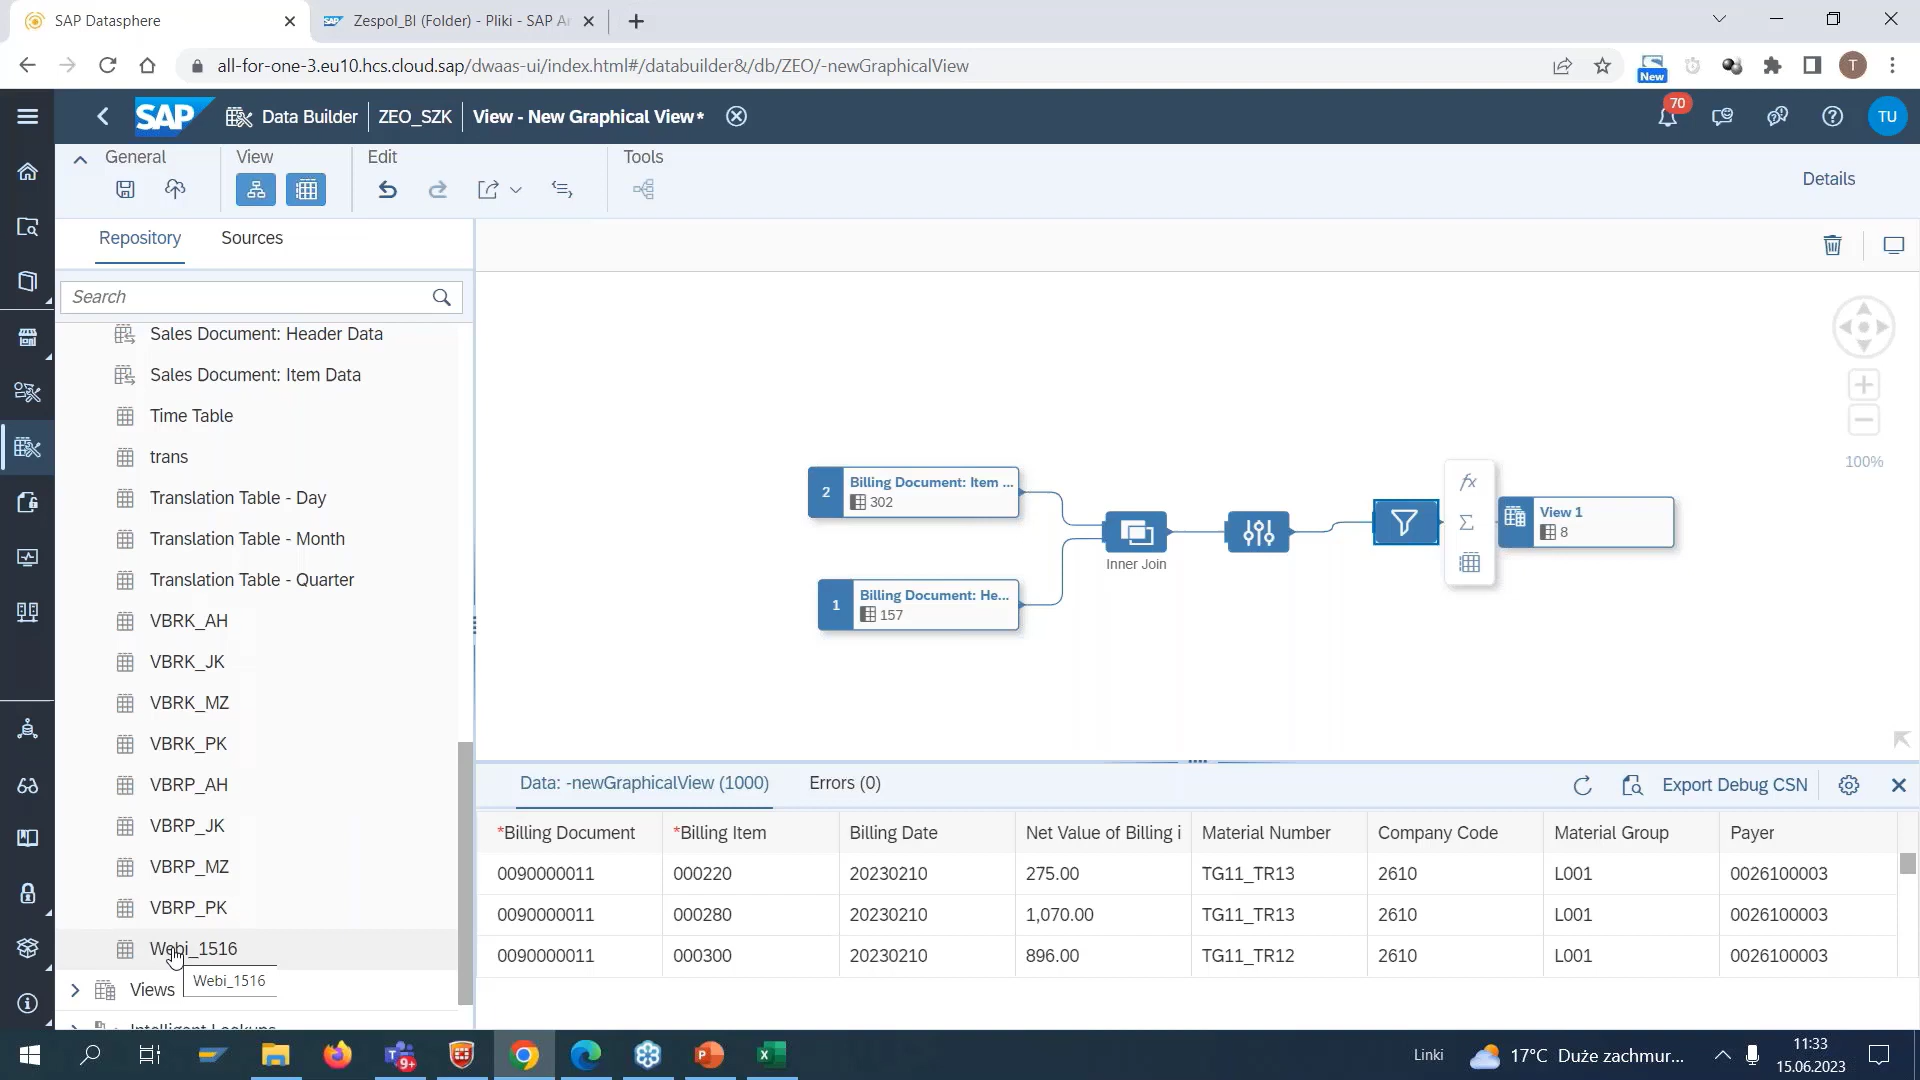 SAP Datasphere
Zespol_BI (Folder) - Pliki - SAP A
all-for-one-3.eu10.hcs.cloud.sap/dwaas-ui/index.html#/databuilder&/db/ZEO/-newGraphicalView
New
T
SAP
Data Builder
ZEO_SZK
View - New Graphical View*
70
TU
General
View
Edit
Tools
Details
Repository
Sources
Search
Sales Document: Header Data
Sales Document: Item Data
Time Table
trans
Translation Table - Day
Translation Table - Month
Translation Table - Quarter
VBRK_AH
VBRK_JK
VBRK_MZ
VBRK_PK
VBRP_AH
VBRP_JK
VBRP_MZ
VBRP_PK
Webi_1516
Webi_1516
Views
100%
2
Billing Document: Item ...
302
1
Billing Document: He...
157
Inner Join
fx
Σ
View 1
8
Data: -newGraphicalView (1000)
Errors (0)
Export Debug CSN
*Billing Document *Billing Item Billing Date Net Value of Billing i Material Number Company Code Material Group Payer
0090000011 000220 20230210 275.00 TG11_TR13 2610 L001 0026100003
0090000011 000280 20230210 1,070.00 TG11_TR13 2610 L001 0026100003
0090000011 000300 20230210 896.00 TG11_TR12 2610 L001 0026100003
9+
Linki
17°C Duże zachmur...
11:33
15.06.2023